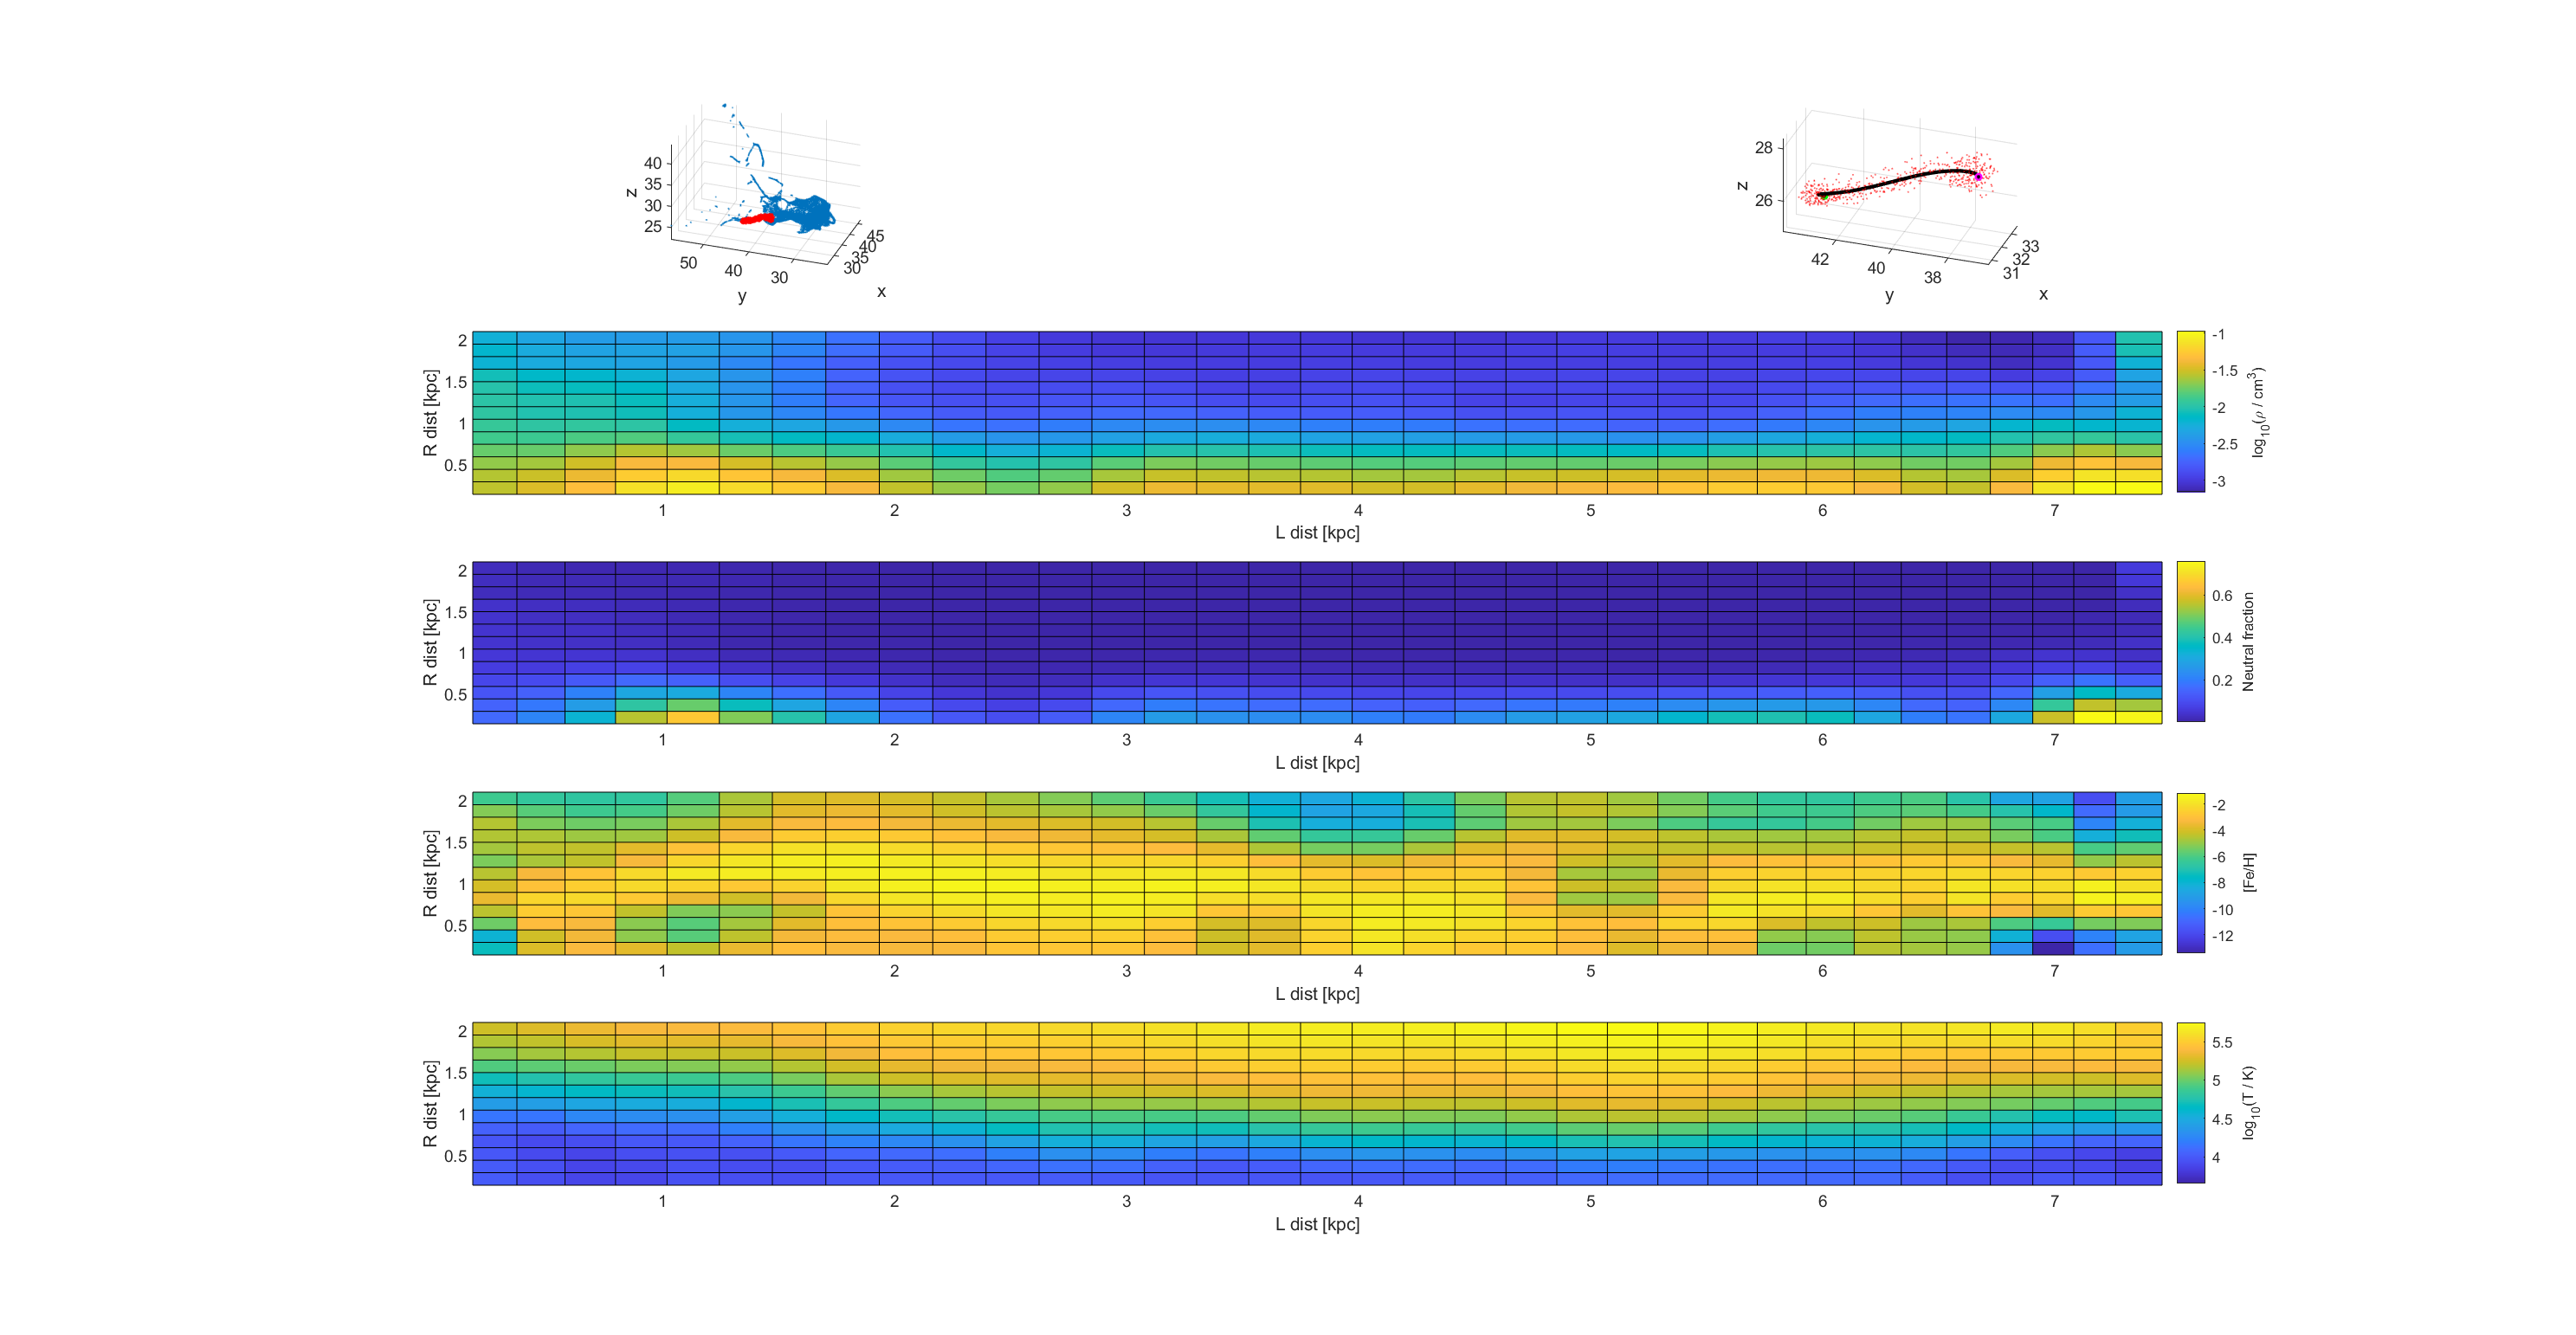 40
35
30
25
z
50
40
30
y
45
40
35
30
x
28
26
z
42
40
38
y
33
32
31
x
2
1.5
1
0.5
R dist [kpc]
1 2 3 4 5 6 7
L dist [kpc]
-1
-1.5
-2
-2.5
-3
log10(ρ / cm3)
2
1.5
1
0.5
R dist [kpc]
1 2 3 4 5 6 7
L dist [kpc]
0.6
0.4
0.2
Neutral fraction
2
1.5
1
0.5
R dist [kpc]
1 2 3 4 5 6 7
L dist [kpc]
-2
-4
-6
-8
-10
-12
[Fe/H]
2
1.5
1
0.5
R dist [kpc]
1 2 3 4 5 6 7
L dist [kpc]
5.5
5
4.5
4
log10(T / K)